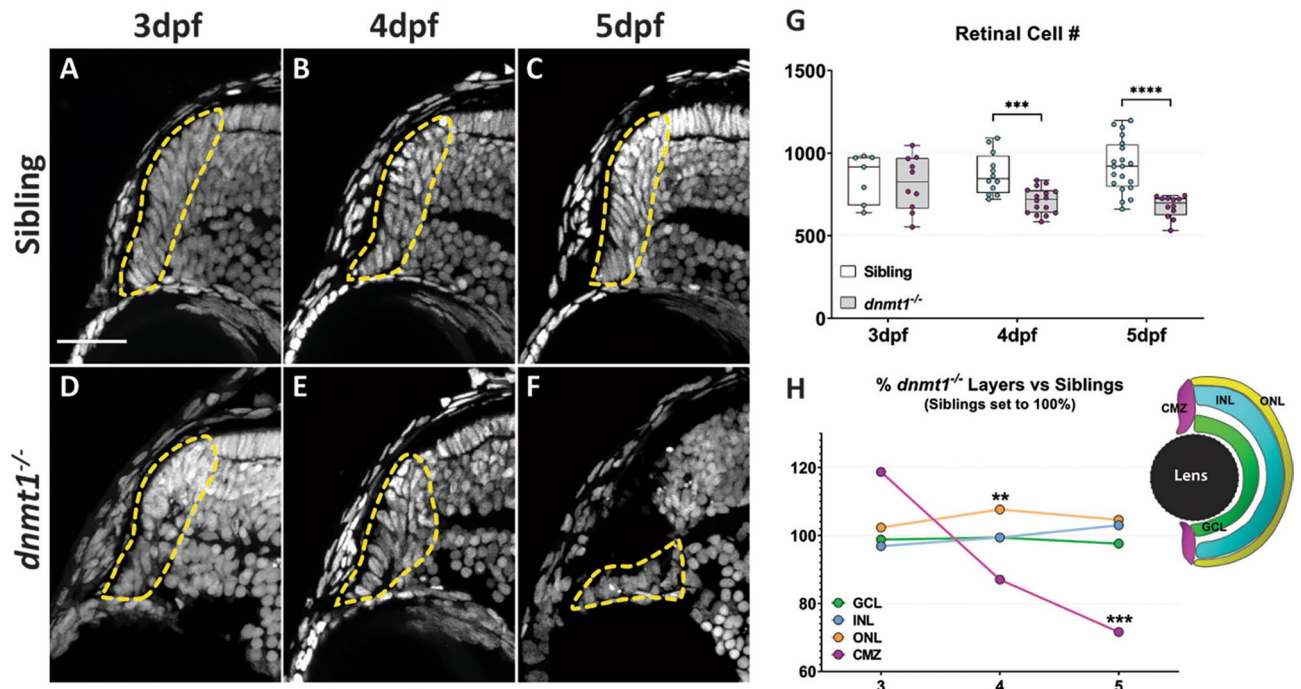 3dpf 4dpf 5dpf
Sibling
dnmt1-/-
A
B
C
D
E
F
G
Retinal Cell #
1500
1000
500
0
***
****
Sibling
dnmt1-/-
3dpf 4dpf 5dpf
H
% dnmt1-/- Layers vs Siblings
(Siblings set to 100%)
120
100
80
60
**
***
GCL
INL
ONL
CMZ
3 4 5
CMZ INL ONL
Lens
GCL